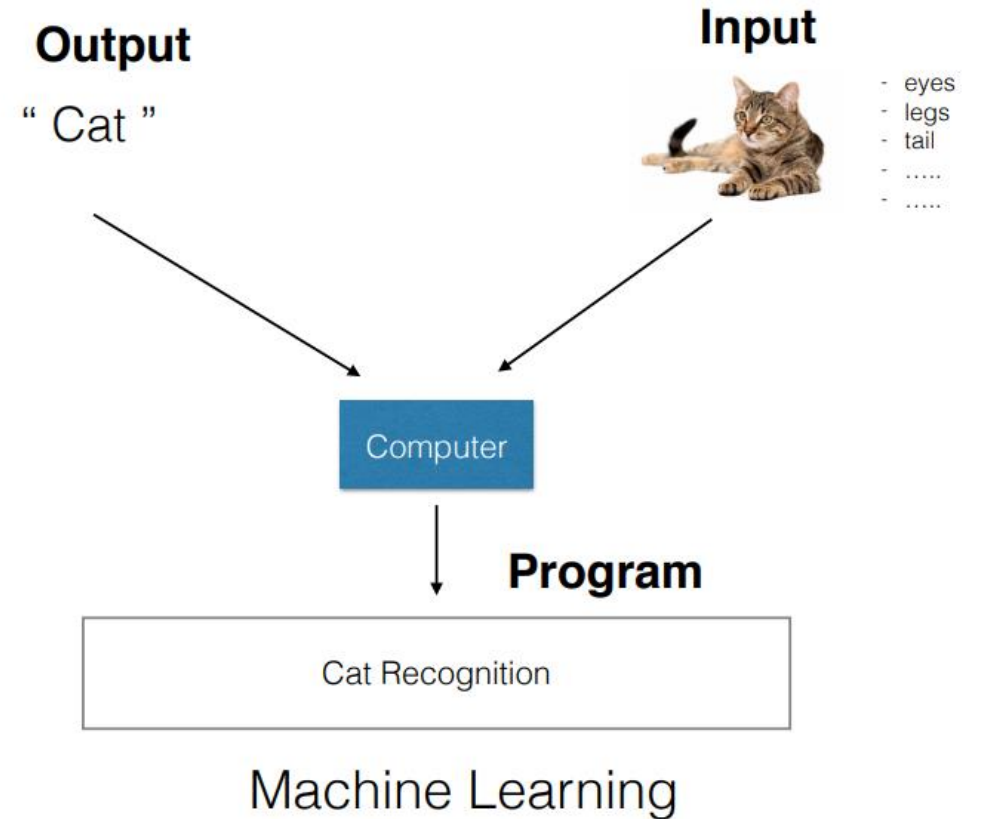 Output
“ Cat ”
Input
- eyes
- legs
- tail
- .....
- .....
Computer
Program
Cat Recognition
Machine Learning